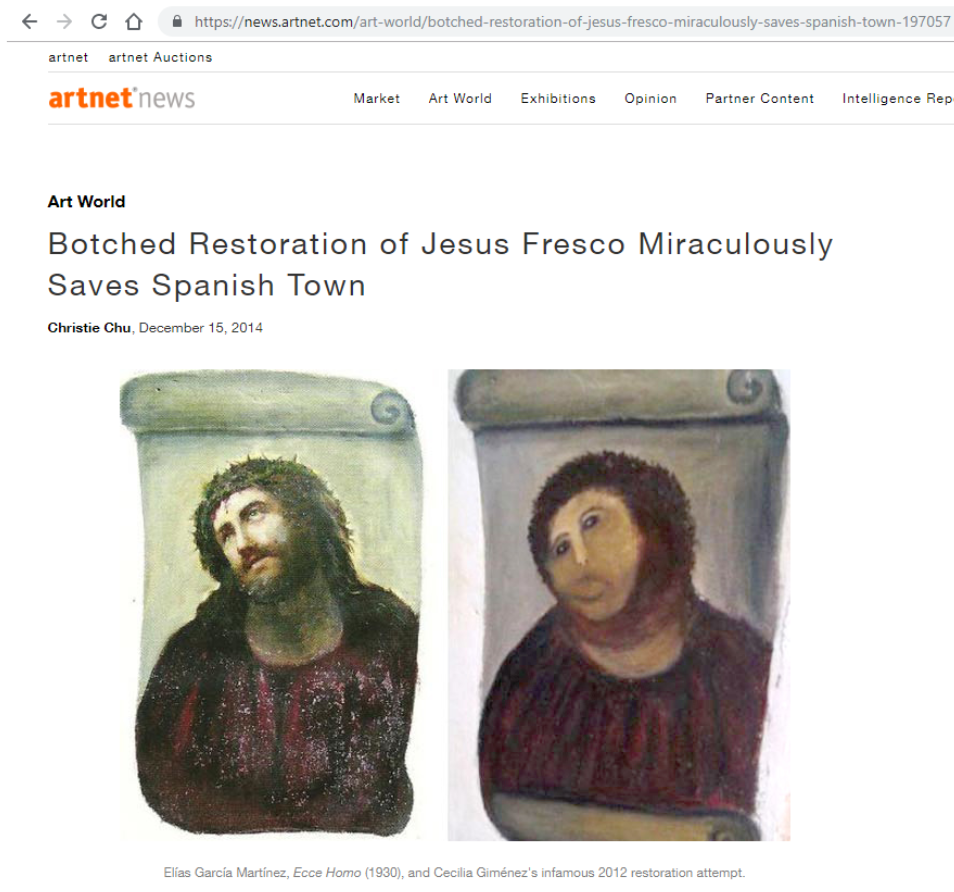 https://news.artnet.com/art-world/botched-restoration-of-jesus-fresco-miraculously-saves-spanish-town-197057
artnet artnet Auctions
artnet news Market Art World Exhibitions Opinion Partner Content Intelligence Rep
Art World
Botched Restoration of Jesus Fresco Miraculously
Saves Spanish Town
Christie Chu, December 15, 2014
Elías García Martínez, Ecce Homo (1930), and Cecilia Giménez's infamous 2012 restoration attempt.